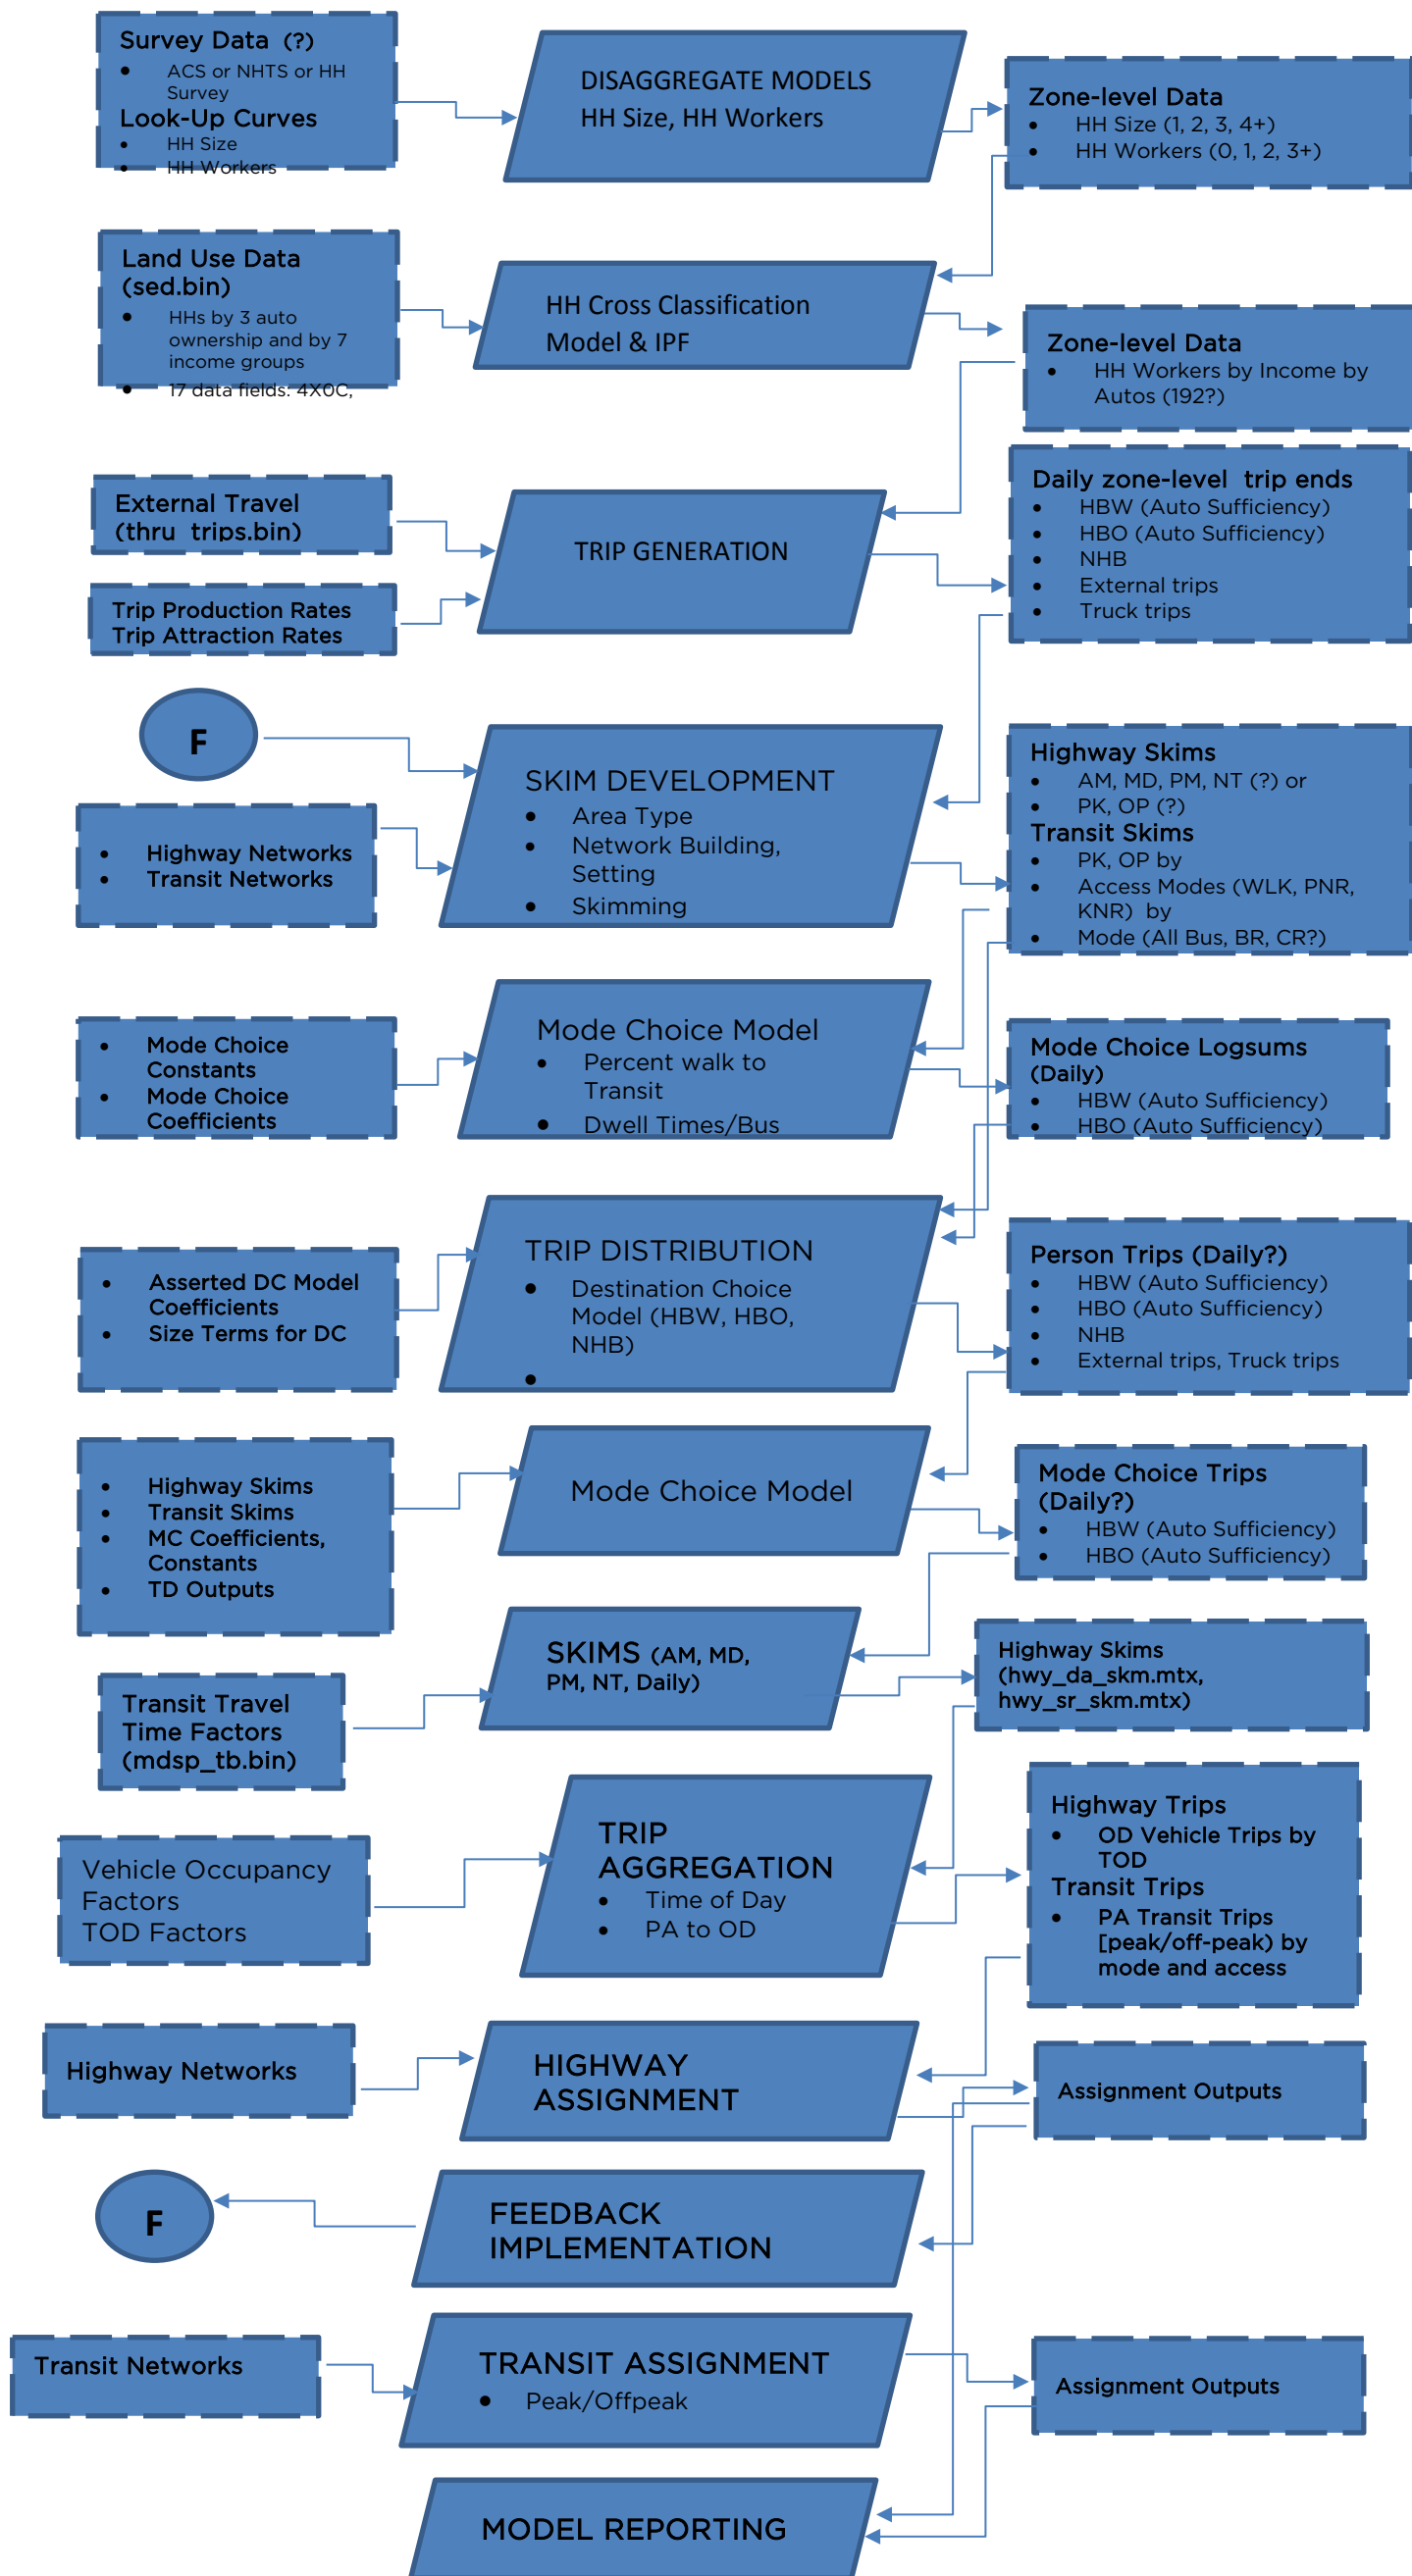 Survey Data (?)
• ACS or NHTS or HH
Survey
Look-Up Curves
• HH Size
• HH Workers
DISAGGREGATE MODELS
HH Size, HH Workers
Zone-level Data
• HH Size (1, 2, 3, 4+)
• HH Workers (0, 1, 2, 3+)
Land Use Data
(sed.bin)
• HHs by 3 auto
ownership and by 7
income groups
• 17 data fields: 4X0C,
HH Cross Classification
Model & IPF
Zone-level Data
• HH Workers by Income by
Autos (192?)
External Travel
(thru trips.bin)
Trip Production Rates
Trip Attraction Rates
TRIP GENERATION
Daily zone-level trip ends
• HBW (Auto Sufficiency)
• HBO (Auto Sufficiency)
• NHB
• External trips
• Truck trips
F
• Highway Networks
• Transit Networks
SKIM DEVELOPMENT
• Area Type
• Network Building,
Setting
• Skimming
Highway Skims
• AM, MD, PM, NT (?) or
• PK, OP (?)
Transit Skims
• PK, OP by
• Access Modes (WLK, PNR,
KNR) by
• Mode (All Bus, BR, CR?)
• Mode Choice
Constants
• Mode Choice
Coefficients
Mode Choice Model
• Percent walk to
Transit
• Dwell Times/Bus
Mode Choice Logsums
(Daily)
• HBW (Auto Sufficiency)
• HBO (Auto Sufficiency)
• Asserted DC Model
Coefficients
• Size Terms for DC
TRIP DISTRIBUTION
• Destination Choice
Model (HBW, HBO,
NHB)
•
Person Trips (Daily?)
• HBW (Auto Sufficiency)
• HBO (Auto Sufficiency)
• NHB
• External trips, Truck trips
• Highway Skims
• Transit Skims
• MC Coefficients,
Constants
• TD Outputs
Mode Choice Model
Mode Choice Trips
(Daily?)
• HBW (Auto Sufficiency)
• HBO (Auto Sufficiency)
Transit Travel
Time Factors
(mdsp_tb.bin)
SKIMS (AM, MD,
PM, NT, Daily)
Highway Skims
(hwy_da_skm.mtx,
hwy_sr_skm.mtx)
Vehicle Occupancy
Factors
TOD Factors
TRIP
AGGREGATION
• Time of Day
• PA to OD
Highway Trips
• OD Vehicle Trips by
TOD
Transit Trips
• PA Transit Trips
[peak/off-peak) by
mode and access
Highway Networks
HIGHWAY
ASSIGNMENT
Assignment Outputs
F
FEEDBACK
IMPLEMENTATION
Transit Networks
TRANSIT ASSIGNMENT
• Peak/Offpeak
Assignment Outputs
MODEL REPORTING